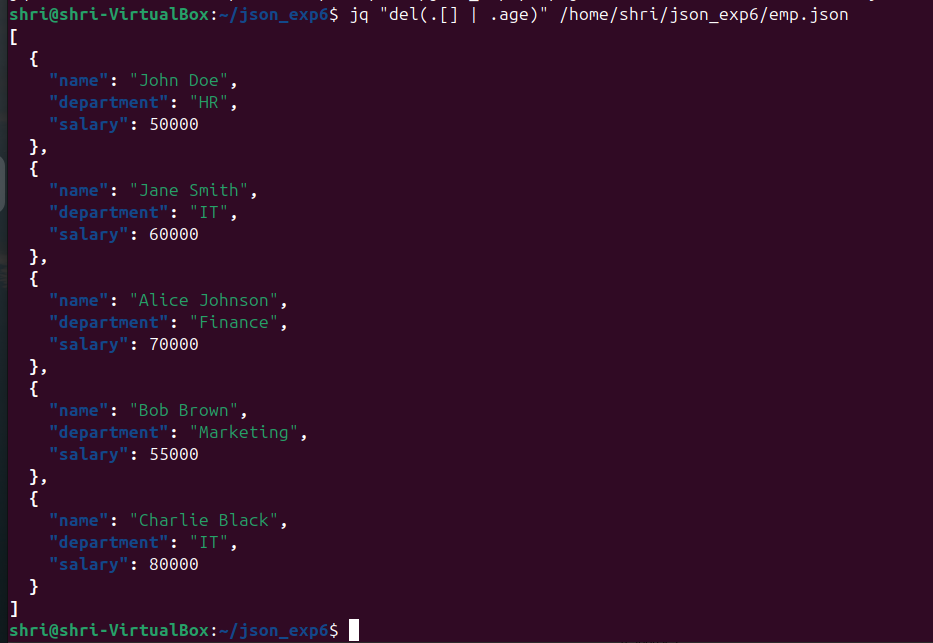 shri@shri-VirtualBox:~/json_exp6$ jq "del(.[] | .age)" /home/shri/json_exp6/emp.json
[
  {
    "name": "John Doe",
    "department": "HR",
    "salary": 50000
  },
  {
    "name": "Jane Smith",
    "department": "IT",
    "salary": 60000
  },
  {
    "name": "Alice Johnson",
    "department": "Finance",
    "salary": 70000
  },
  {
    "name": "Bob Brown",
    "department": "Marketing",
    "salary": 55000
  },
  {
    "name": "Charlie Black",
    "department": "IT",
    "salary": 80000
  }
]
shri@shri-VirtualBox:~/json_exp6$